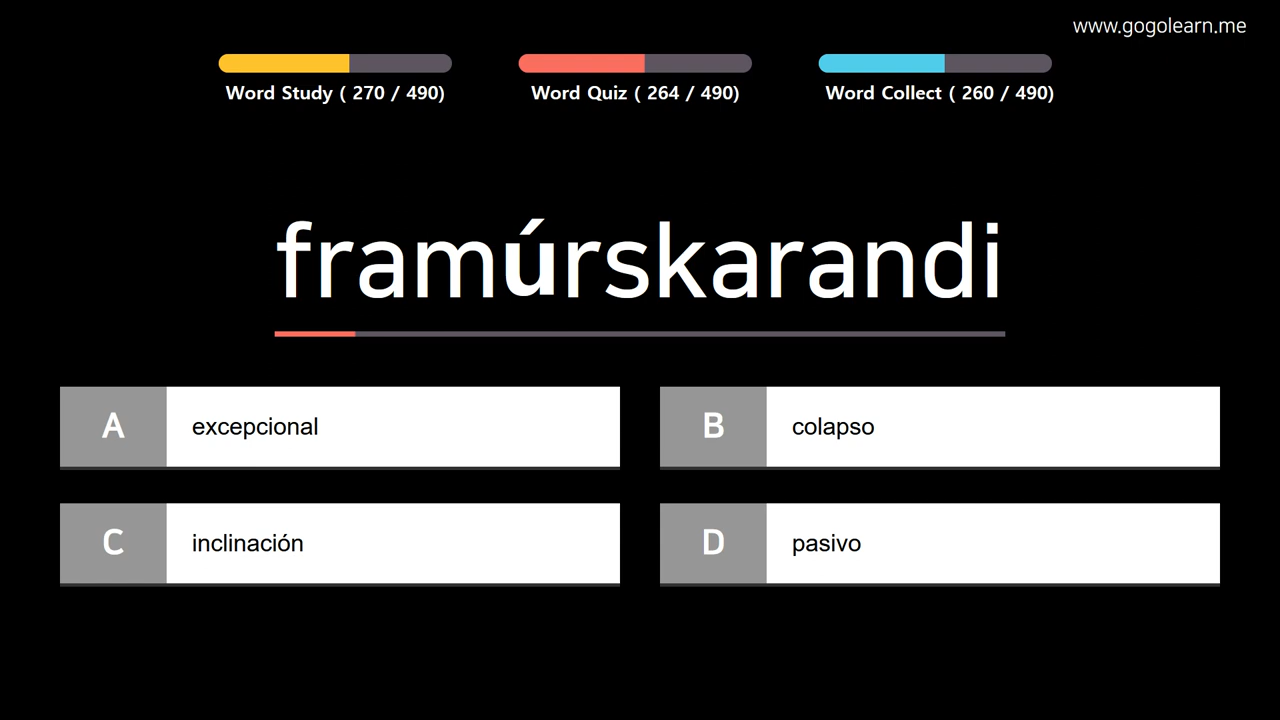 www.gogolearn.me
Word Study ( 270 / 490)
Word Quiz ( 264 / 490)
Word Collect ( 260 / 490)
framúrskarandi
A excepcional
B colapso
C inclinación
D pasivo